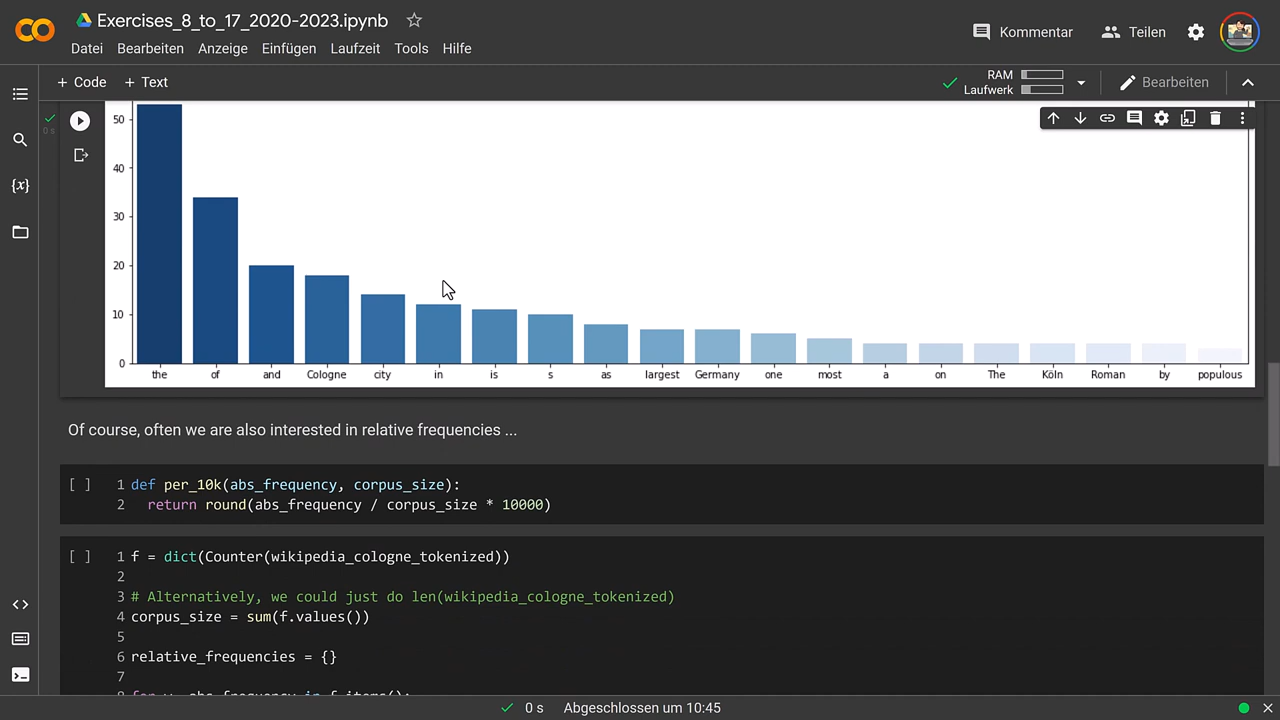 Exercises_8_to_17_2020-2023.ipynb
Datei Bearbeiten Anzeige Einfügen Laufzeit Tools Hilfe
Kommentar Teilen
+ Code + Text
RAM
Laufwerk
Bearbeiten
0 s
50
40
30
20
10
0
the of and Cologne city in is s as largest Germany one most a on The Köln Roman by populous
Of course, often we are also interested in relative frequencies ...
[ ] 1 def per_10k(abs_frequency, corpus_size):
2 return round(abs_frequency / corpus_size * 10000)
[ ] 1 f = dict(Counter(wikipedia_cologne_tokenized))
2
3 # Alternatively, we could just do len(wikipedia_cologne_tokenized)
4 corpus_size = sum(f.values())
5
6 relative_frequencies = {}
7
0 s Abgeschlossen um 10:45